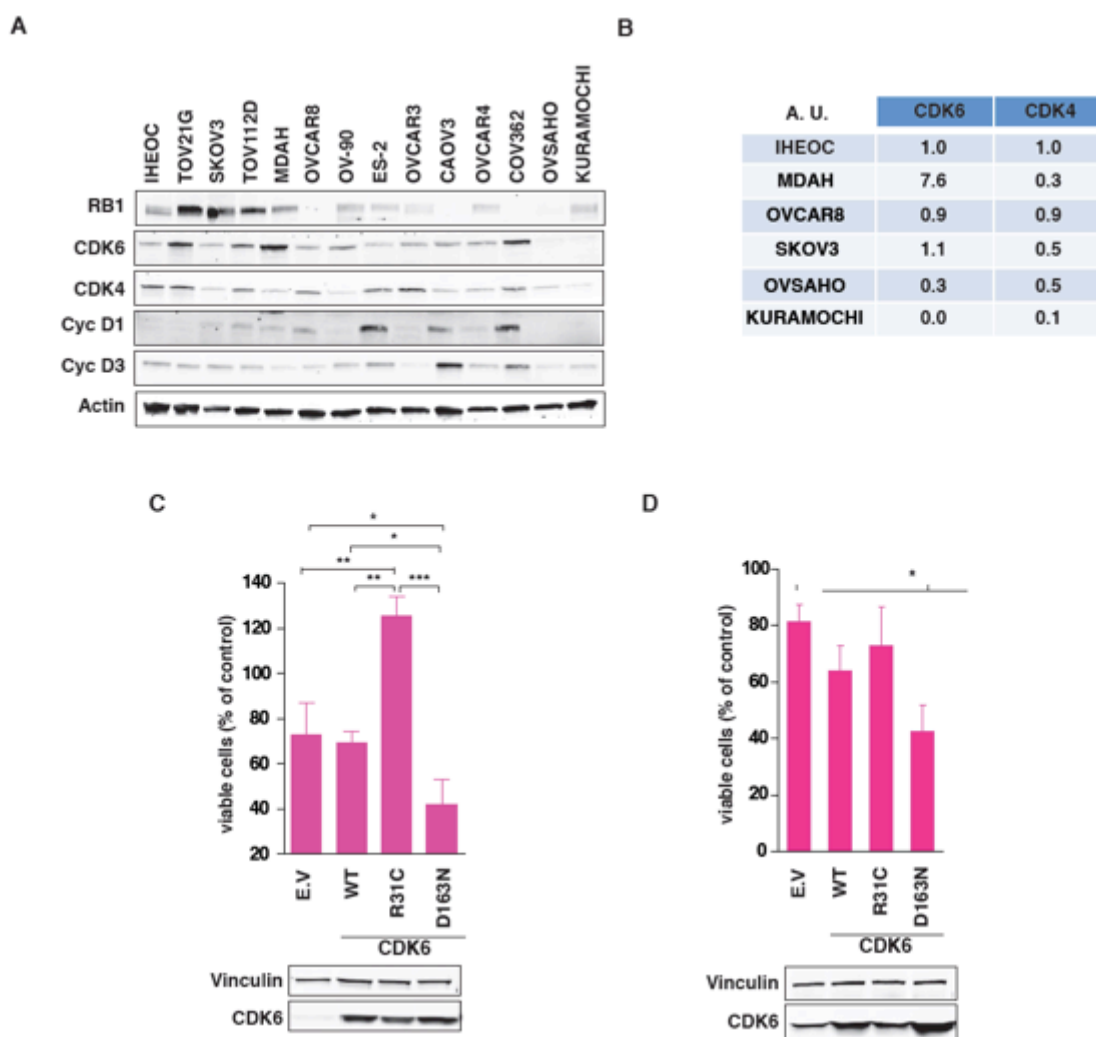 A
IHEOC TOV21G SKOV3 TOV112D MDAH OVCAR8 OV-90 ES-2 OVCAR3 CAOV3 OVCAR4 COV362 OVSAHO KURAMOCHI
RB1
CDK6
CDK4
Cyc D1
Cyc D3
Actin
B
A. U. CDK6 CDK4
IHEOC 1.0 1.0
MDAH 7.6 0.3
OVCAR8 0.9 0.9
SKOV3 1.1 0.5
OVSAHO 0.3 0.5
KURAMOCHI 0.0 0.1
C
*
*
**
** ***
viable cells (% of control)
140
120
100
80
60
40
20
E.V WT R31C D163N
CDK6
Vinculin
CDK6
D
*
viable cells (% of control)
100
80
60
40
20
0
E.V WT R31C D163N
CDK6
Vinculin
CDK6